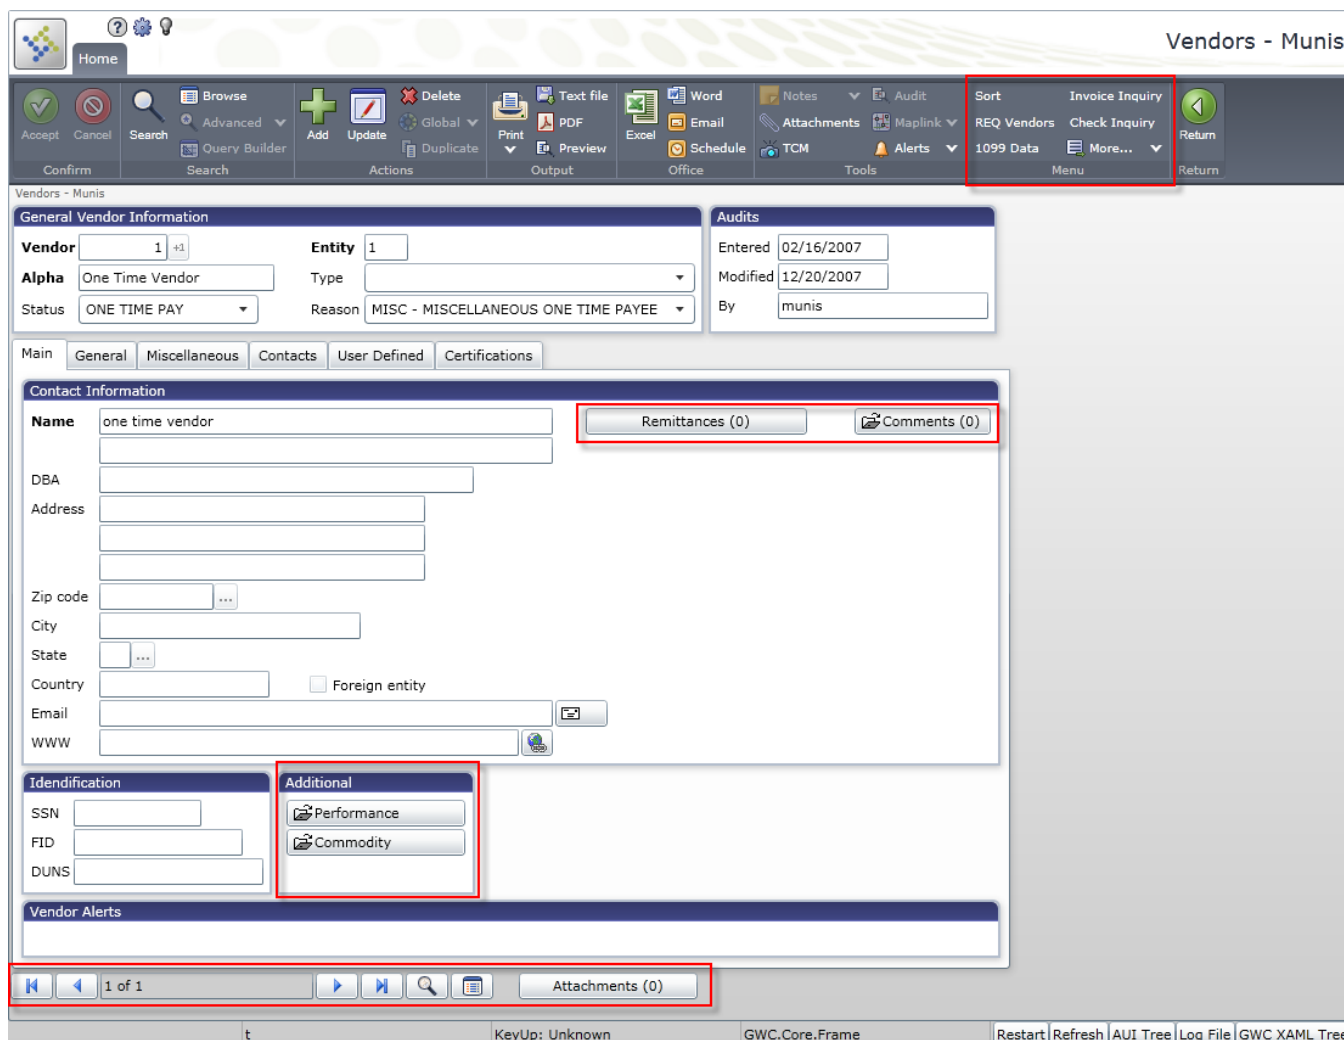 Vendors - Munis
Home
Accept Cancel Search Browse Advanced Query Builder Add Update Delete Global Duplicate Print Text file PDF Preview Excel Word Email Schedule Notes Attachments TCM Audit Maplink Alerts Sort REQ Vendors 1099 Data Invoice Inquiry Check Inquiry More... Return
Confirm Search Actions Output Office Tools Menu Return
Vendors - Munis
General Vendor Information
Vendor 1 +1 Entity 1
Alpha One Time Vendor Type
Status ONE TIME PAY Reason MISC - MISCELLANEOUS ONE TIME PAYEE
Audits
Entered 02/16/2007
Modified 12/20/2007
By munis
Main General Miscellaneous Contacts User Defined Certifications
Contact Information
Name one time vendor Remittances (0) Comments (0)
DBA
Address
Zip code ...
City
State ...
Country Foreign entity
Email
WWW
Identification
SSN
FID
DUNS
Additional
Performance
Commodity
Vendor Alerts
1 of 1 Attachments (0)
t KeyUp: Unknown GWC.Core.Frame Restart Refresh AUI Tree Log File GWC XAML Tree